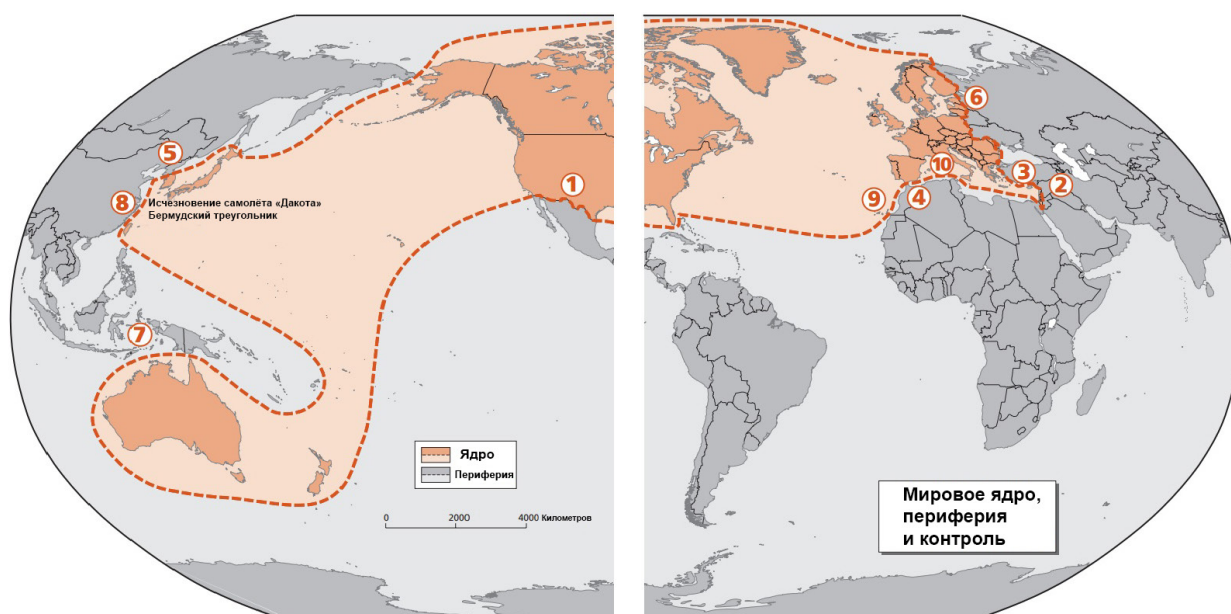 6
5
10
1
3
2
8
Исчезновение самолёта «Дакота»
Бермудский треугольник
9
4
7
Ядро
Периферия
0 2000 4000 Километров
Мировое ядро,
периферия
и контроль